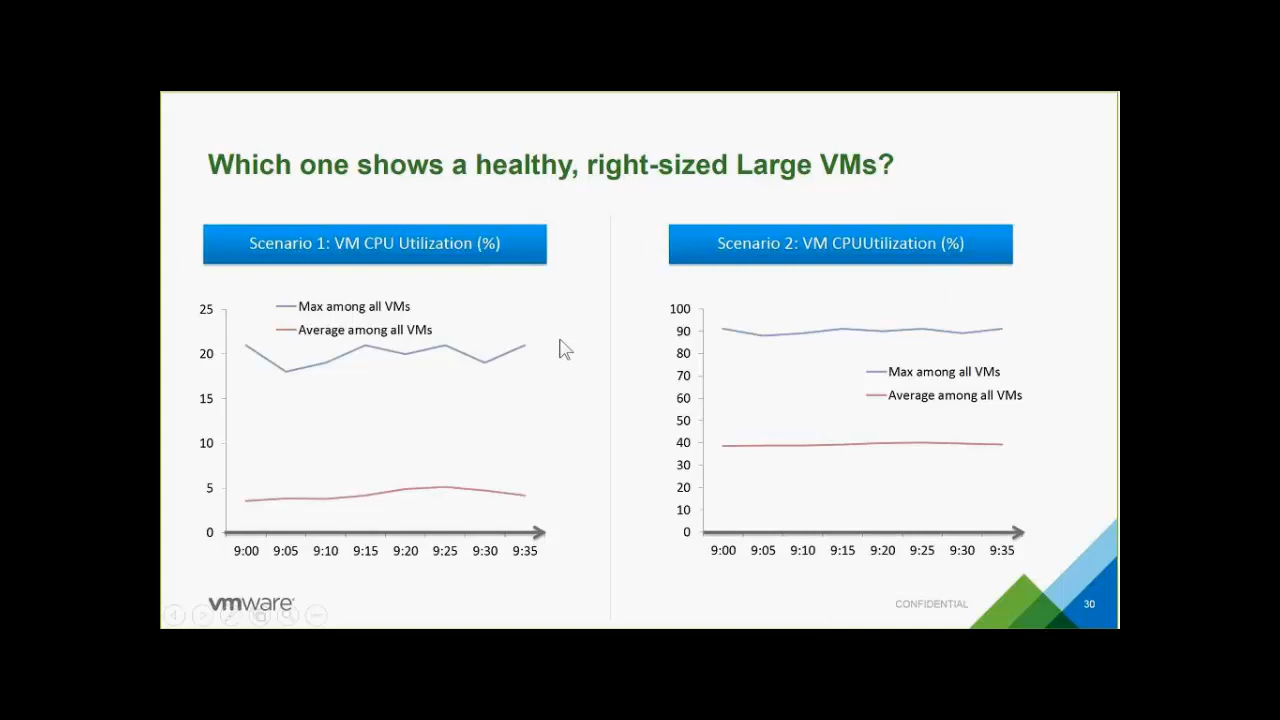 Which one shows a healthy, right-sized Large VMs?
Scenario 1: VM CPU Utilization (%)
25
20
15
10
5
0
Max among all VMs
Average among all VMs
9:00 9:05 9:10 9:15 9:20 9:25 9:30 9:35
Scenario 2: VM CPUUtilization (%)
100
90
80
70
60
50
40
30
20
10
0
Max among all VMs
Average among all VMs
9:00 9:05 9:10 9:15 9:20 9:25 9:30 9:35
vmware
CONFIDENTIAL
30